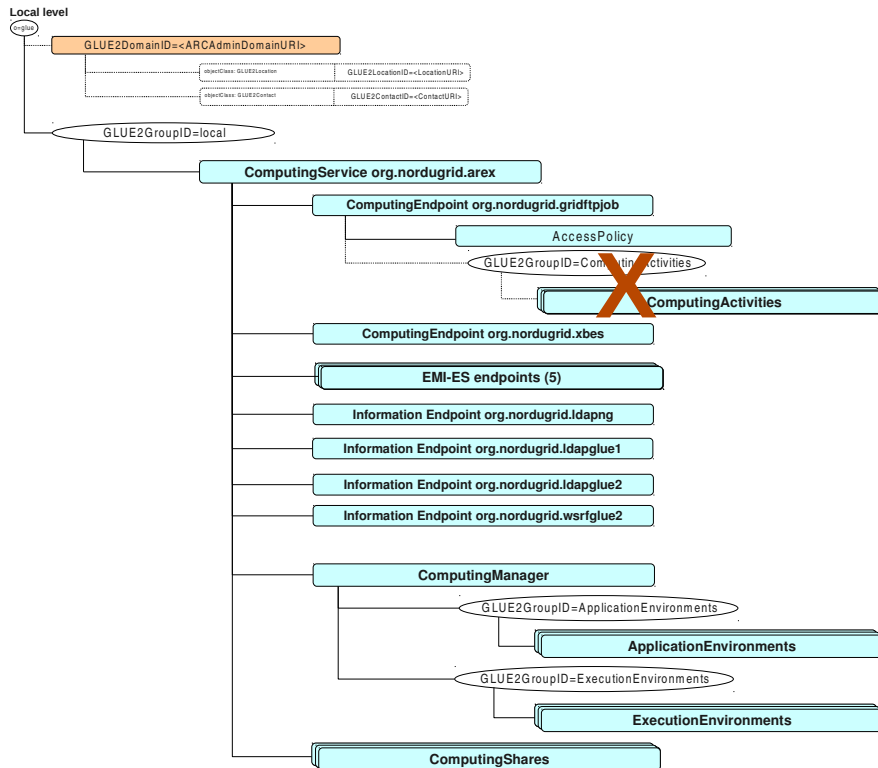 Local level
o=glue
GLUE2DomainID=<ARCAdminDomainURI>
objectClass: GLUE2Location GLUE2LocationID=<LocationURI>
objectClass: GLUE2Contact GLUE2ContactID=<ContactURI>
GLUE2GroupID=local
ComputingService org.nordugrid.arex
ComputingEndpoint org.nordugrid.gridftpjob
AccessPolicy
GLUE2GroupID=ComputingActivities
X
ComputingActivities
ComputingEndpoint org.nordugrid.xbes
EMI-ES endpoints (5)
Information Endpoint org.nordugrid.ldapng
Information Endpoint org.nordugrid.ldapglue1
Information Endpoint org.nordugrid.ldapglue2
Information Endpoint org.nordugrid.wsrfglue2
ComputingManager
GLUE2GroupID=ApplicationEnvironments
ApplicationEnvironments
GLUE2GroupID=ExecutionEnvironments
ExecutionEnvironments
ComputingShares